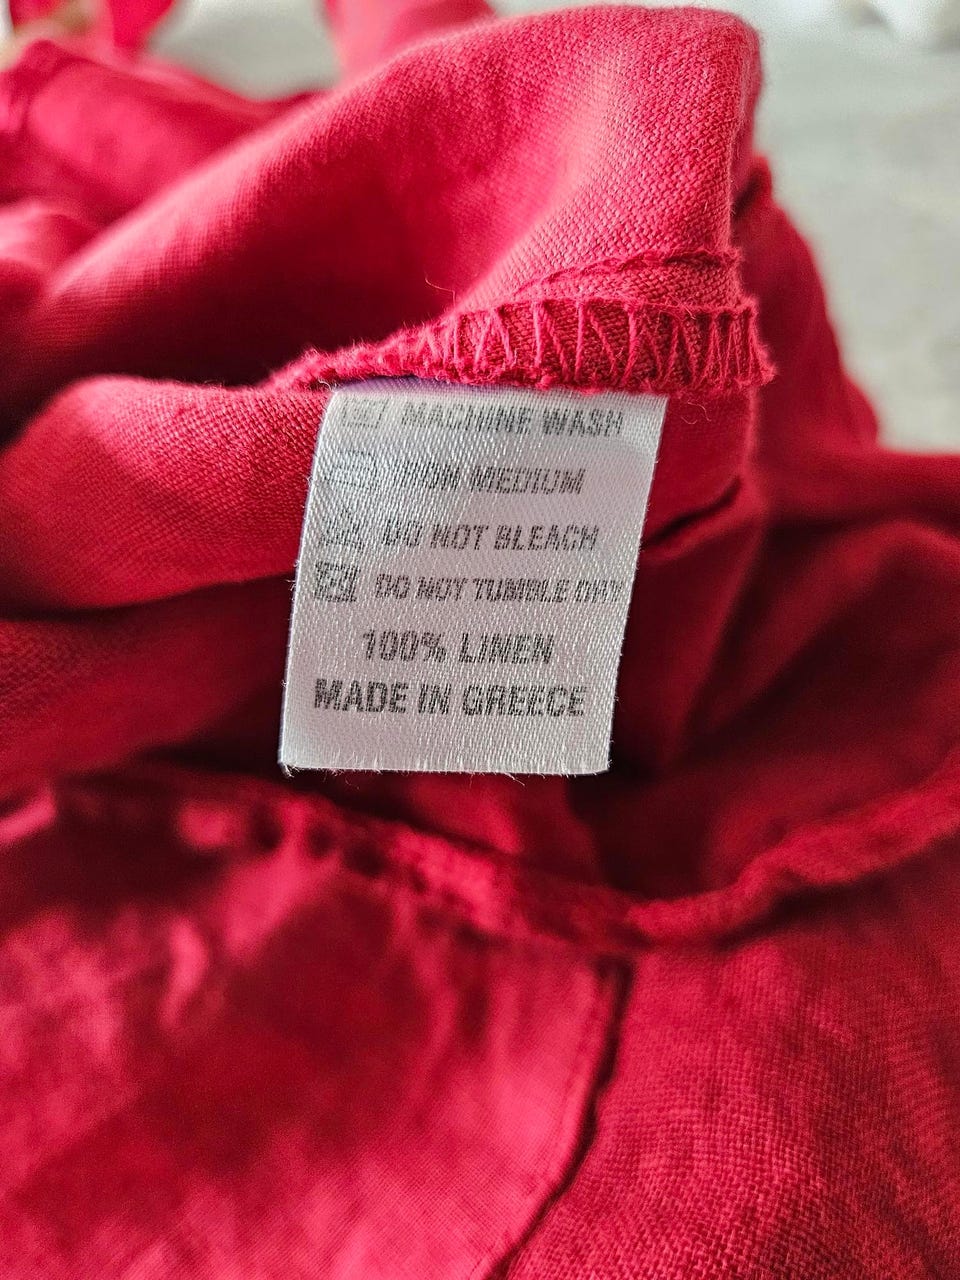 MACHINE WASH
IRON MEDIUM
DO NOT BLEACH
DO NOT TUMBLE DRY
100% LINEN
MADE IN GREECE